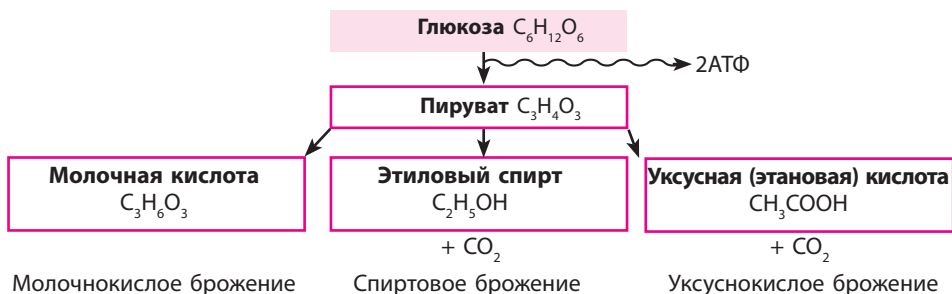 Глюкоза C₆H₁₂O₆
2АТФ
Пируват C₃H₄O₃
Молочная кислота
C₃H₆O₃
Этиловый спирт
C₂H₅OH
Уксусная (этановая) кислота
CH₃COOH
+ CO₂
+ CO₂
Молочнокислое брожение
Спиртовое брожение
Уксуснокислое брожение